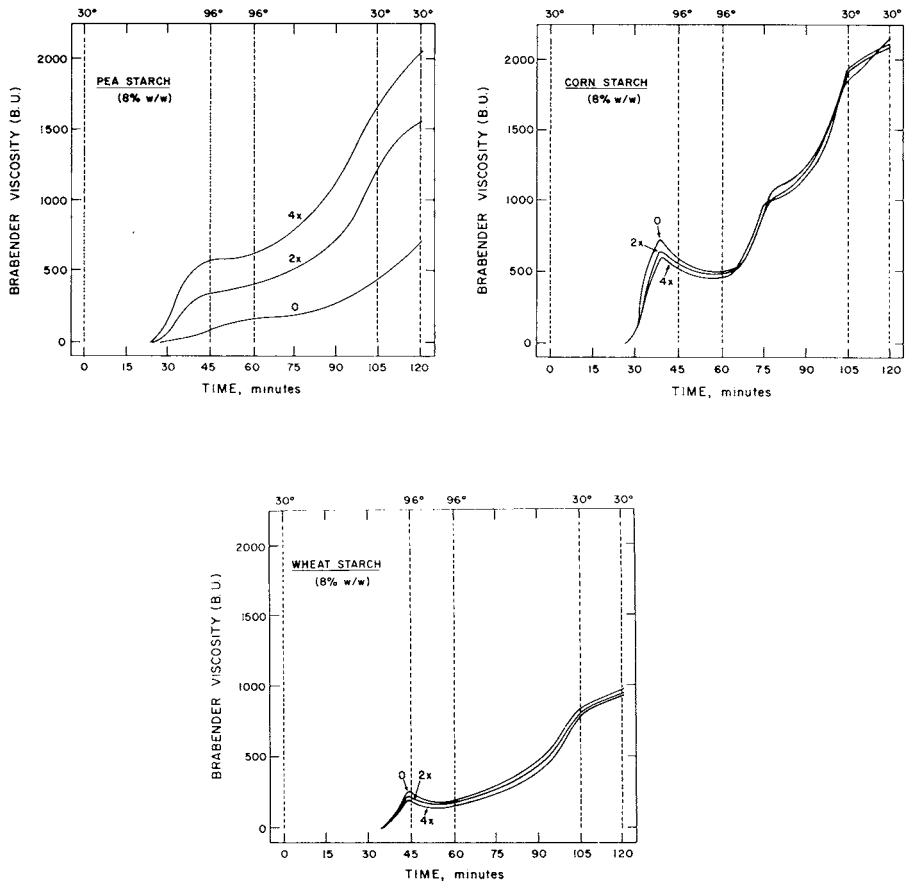 30° 96° 96° 30° 30°
BRABENDER VISCOSITY (B.U.)
2000
1500
1000
500
0
PEA STARCH
(8% w/w)
4x
2x
0
0 15 30 45 60 75 90 105 120
TIME, minutes
30° 96° 96° 30° 30°
BRABENDER VISCOSITY (B.U.)
2000
1500
1000
500
0
CORN STARCH
(8% w/w)
0
2x
4x
0 15 30 45 60 75 90 105 120
TIME, minutes
30° 96° 96° 30° 30°
BRABENDER VISCOSITY (B.U.)
2000
1500
1000
500
0
WHEAT STARCH
(8% w/w)
0 2x
4x
0 15 30 45 60 75 90 105 120
TIME, minutes